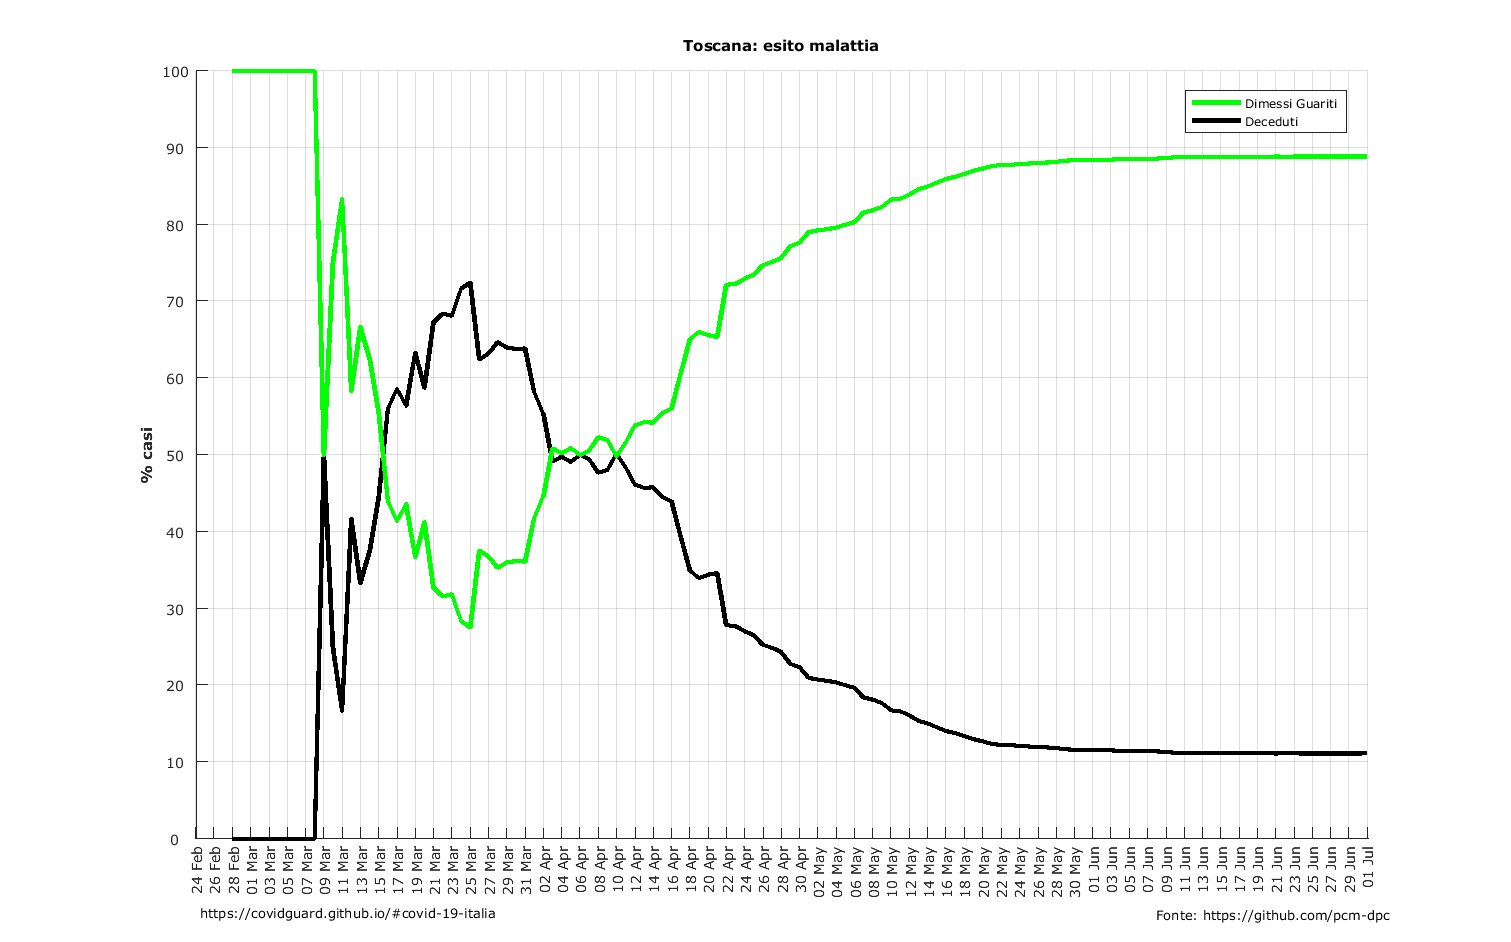 Toscana: esito malattia
Dimessi Guariti
Deceduti
% casi
100
90
80
70
60
50
40
30
20
10
0
24 Feb
26 Feb
28 Feb
01 Mar
03 Mar
05 Mar
07 Mar
09 Mar
11 Mar
13 Mar
15 Mar
17 Mar
19 Mar
21 Mar
23 Mar
25 Mar
27 Mar
29 Mar
31 Mar
02 Apr
04 Apr
06 Apr
08 Apr
10 Apr
12 Apr
14 Apr
16 Apr
18 Apr
20 Apr
22 Apr
24 Apr
26 Apr
28 Apr
30 Apr
02 May
04 May
06 May
08 May
10 May
12 May
14 May
16 May
18 May
20 May
22 May
24 May
26 May
28 May
30 May
01 Jun
03 Jun
05 Jun
07 Jun
09 Jun
11 Jun
13 Jun
15 Jun
17 Jun
19 Jun
21 Jun
23 Jun
25 Jun
27 Jun
29 Jun
01 Jul
https://covidguard.github.io/#covid-19-italia
Fonte: https://github.com/pcm-dpc